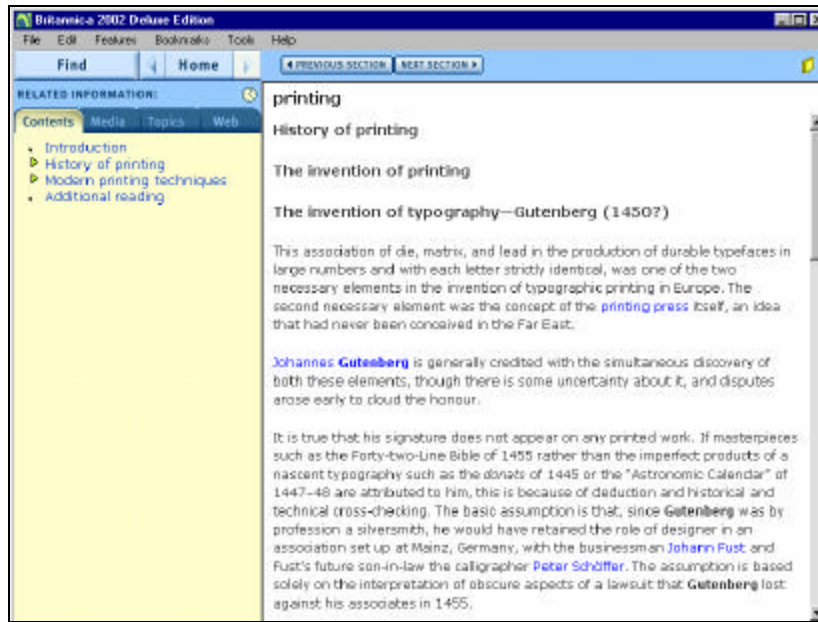 Britannica 2002 Deluxe Edition
File Edit Features Bookmarks Tools Help
Find Home PREVIOUS SECTION NEXT SECTION
RELATED INFORMATION:
Contents Media Topics Web
Introduction
History of printing
Modern printing techniques
Additional reading
printing
History of printing
The invention of printing
The invention of typography—Gutenberg (1450?)
This association of die, matrix, and lead in the production of durable typefaces in
large numbers and with each letter strictly identical, was one of the two
necessary elements in the invention of typographic printing in Europe. The
second necessary element was the concept of the printing press itself, an idea
that had never been conceived in the Far East.
Johannes Gutenberg is generally credited with the simultaneous discovery of
both these elements, though there is some uncertainty about it, and disputes
arose early to cloud the honour.
It is true that his signature does not appear on any printed work. If masterpieces
such as the Forty-two-Line Bible of 1455 rather than the imperfect products of a
nascent typography such as the donats of 1445 or the "Astronomic Calendar" of
1447–48 are attributed to him, this is because of deduction and historical and
technical cross-checking. The basic assumption is that, since Gutenberg was by
profession a silversmith, he would have retained the role of designer in an
association set up at Mainz, Germany, with the businessman Johann Fust and
Fust's future son-in-law the calligrapher Peter Schöffer. The assumption is based
solely on the interpretation of obscure aspects of a lawsuit that Gutenberg lost
against his associates in 1455.